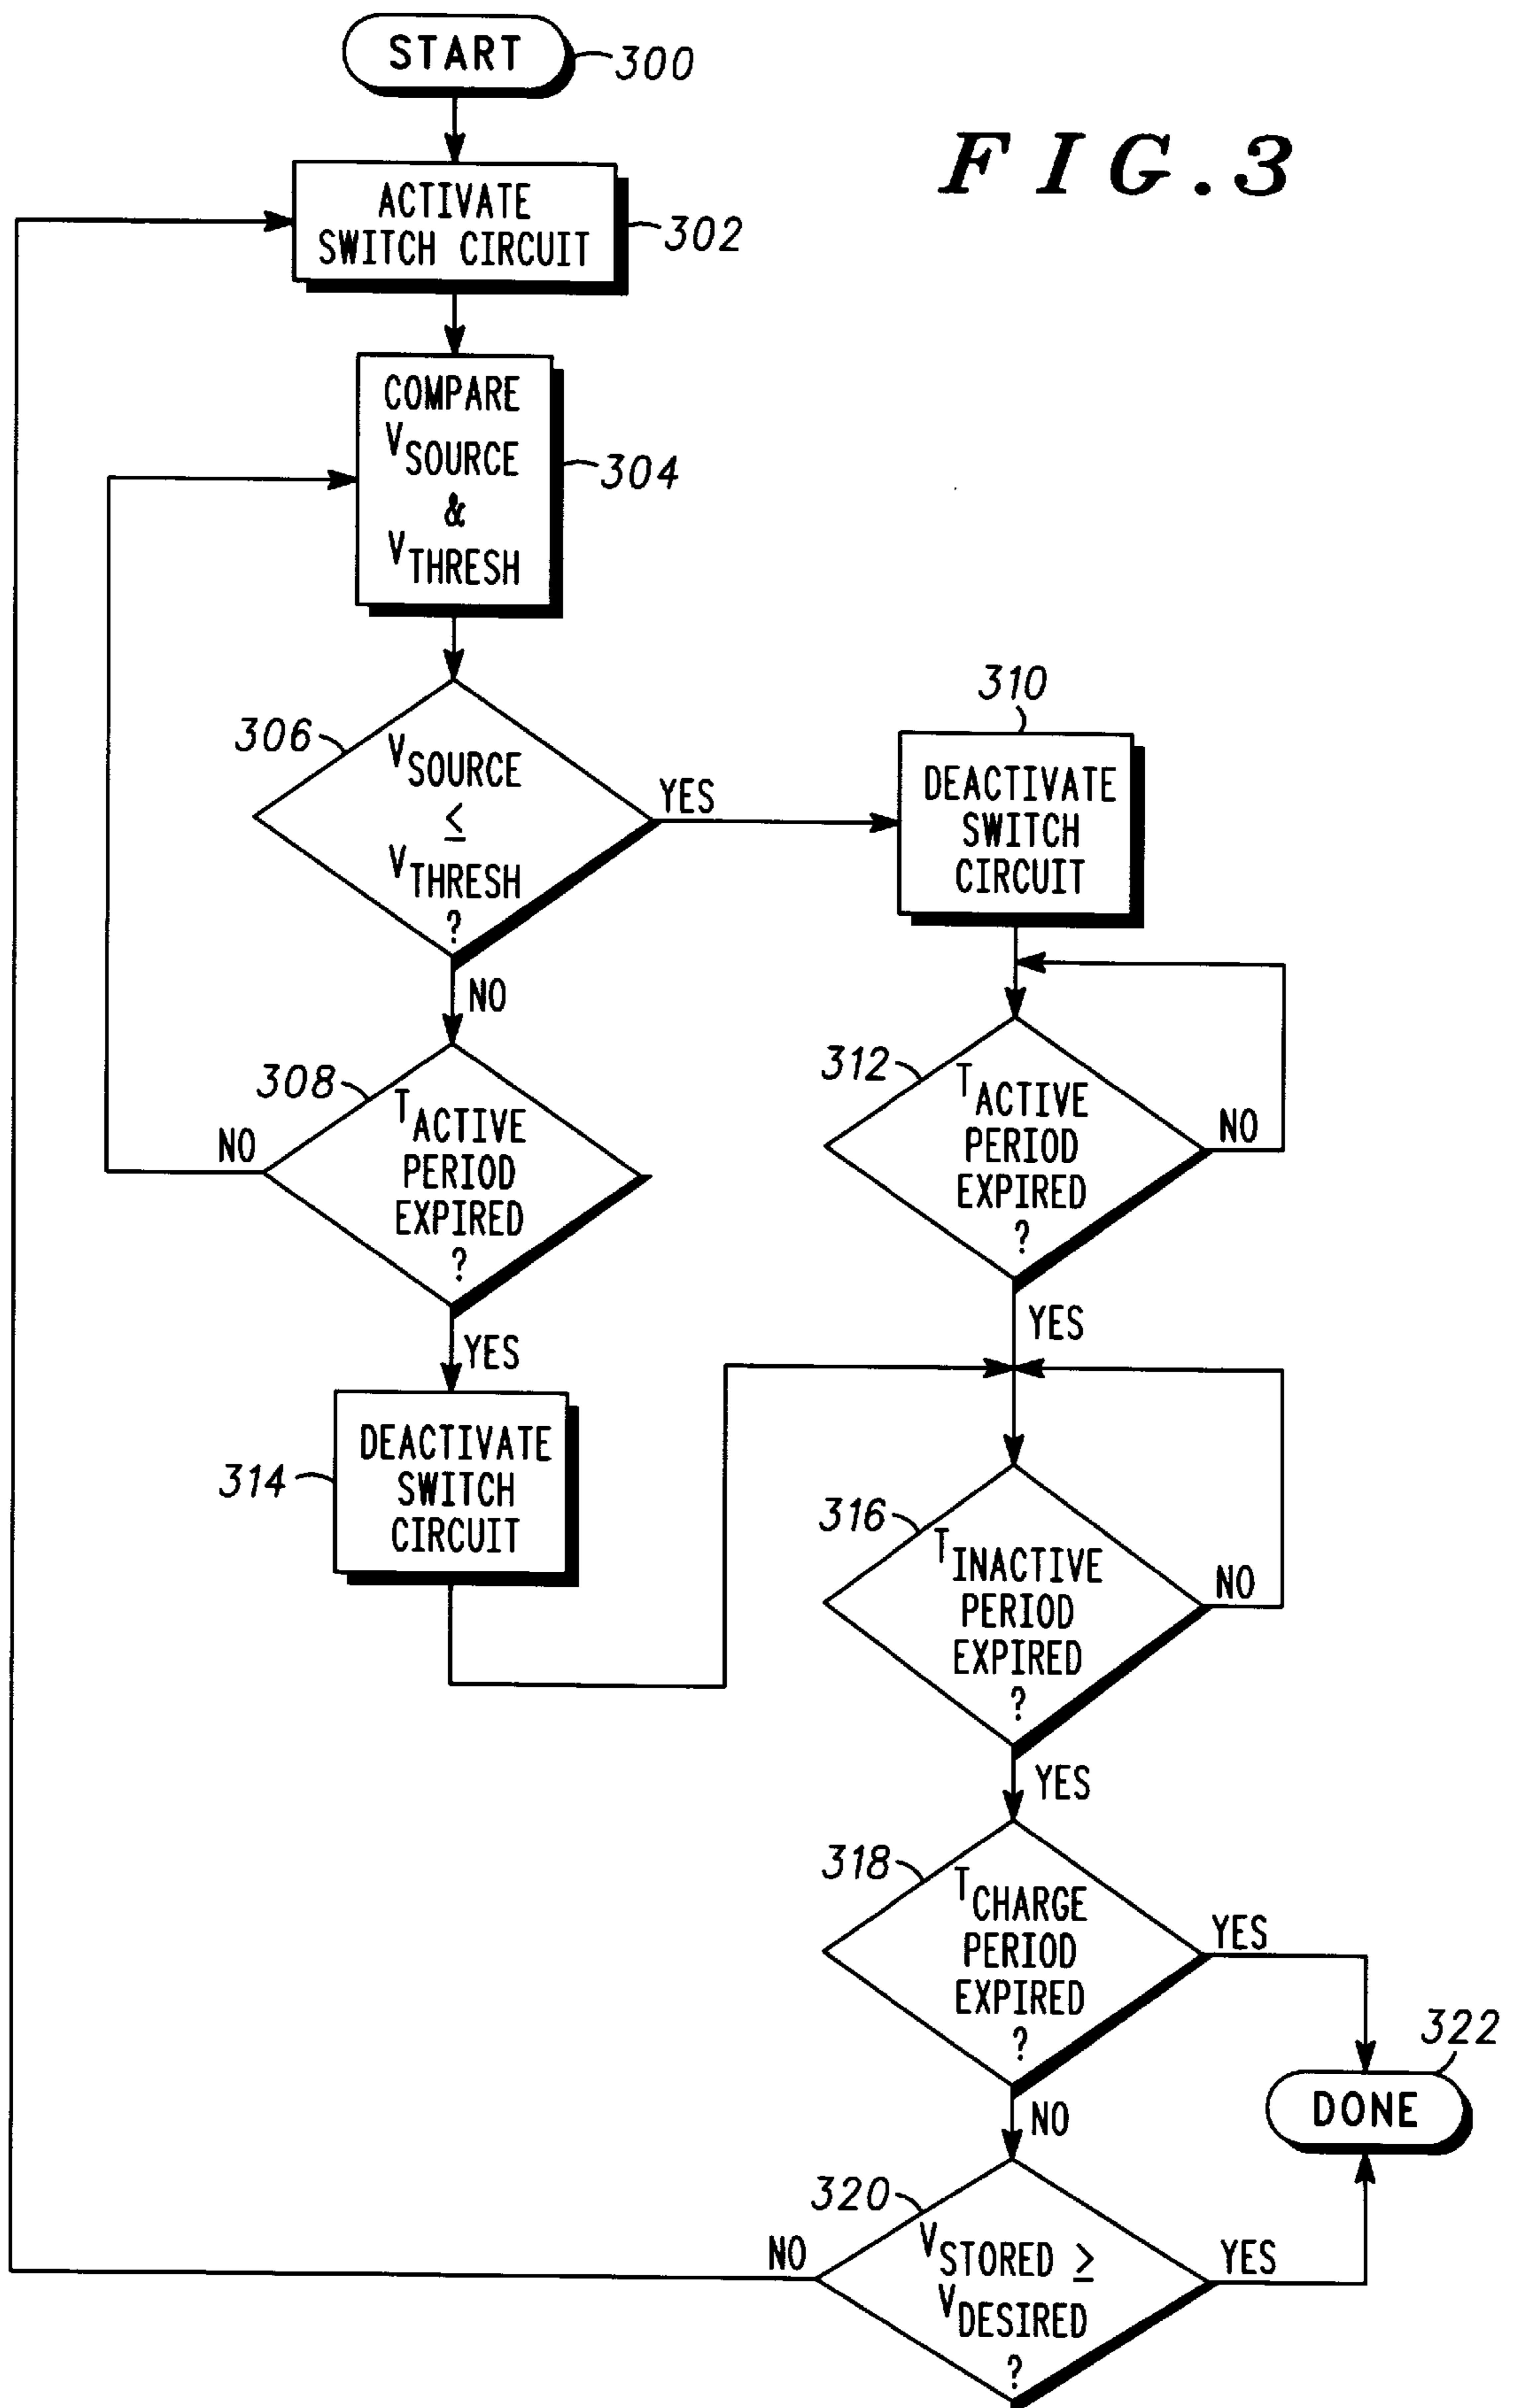 START
300
FIG.3
ACTIVATE
SWITCH CIRCUIT
302
COMPARE
VSOURCE
&
VTHRESH
304
306
VSOURCE
≤
VTHRESH
?
YES
NO
310
DEACTIVATE
SWITCH
CIRCUIT
308
TACTIVE
PERIOD
EXPIRED
?
NO
YES
312
TACTIVE
PERIOD
EXPIRED
?
NO
YES
314
DEACTIVATE
SWITCH
CIRCUIT
316
TINACTIVE
PERIOD
EXPIRED
?
NO
YES
318
TCHARGE
PERIOD
EXPIRED
?
YES
NO
322
DONE
320
VSTORED ≥
VDESIRED
?
NO
YES